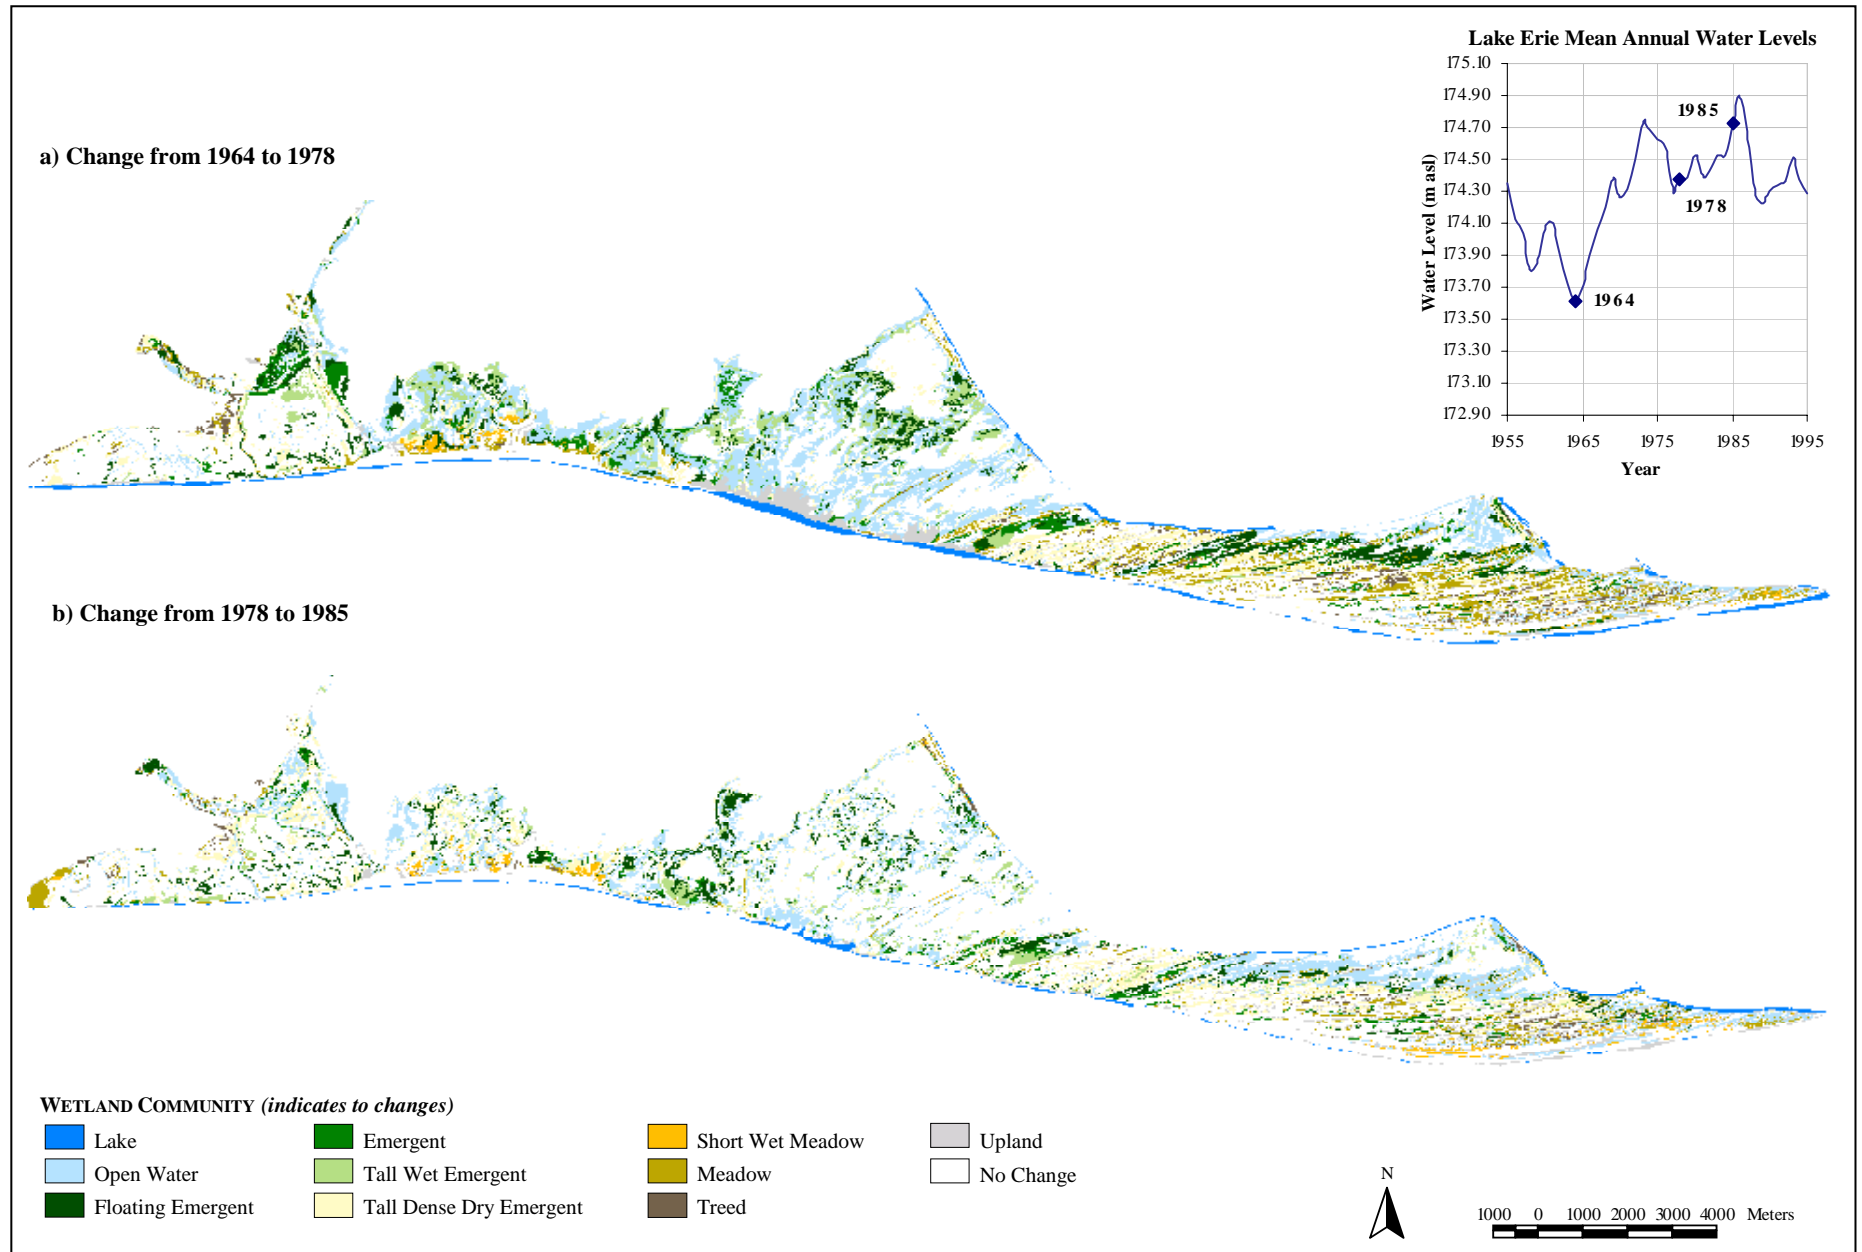 Lake Erie Mean Annual Water Levels
175.10
174.90
174.70
174.50
174.30
174.10
173.90
173.70
173.50
173.30
173.10
172.90
Water Level (m asl)
1985
1978
1964
1955 1965 1975 1985 1995
Year
a) Change from 1964 to 1978
b) Change from 1978 to 1985
WETLAND COMMUNITY (indicates to changes)
Lake
Open Water
Floating Emergent
Emergent
Tall Wet Emergent
Tall Dense Dry Emergent
Short Wet Meadow
Meadow
Treed
Upland
No Change
N
1000 0 1000 2000 3000 4000 Meters